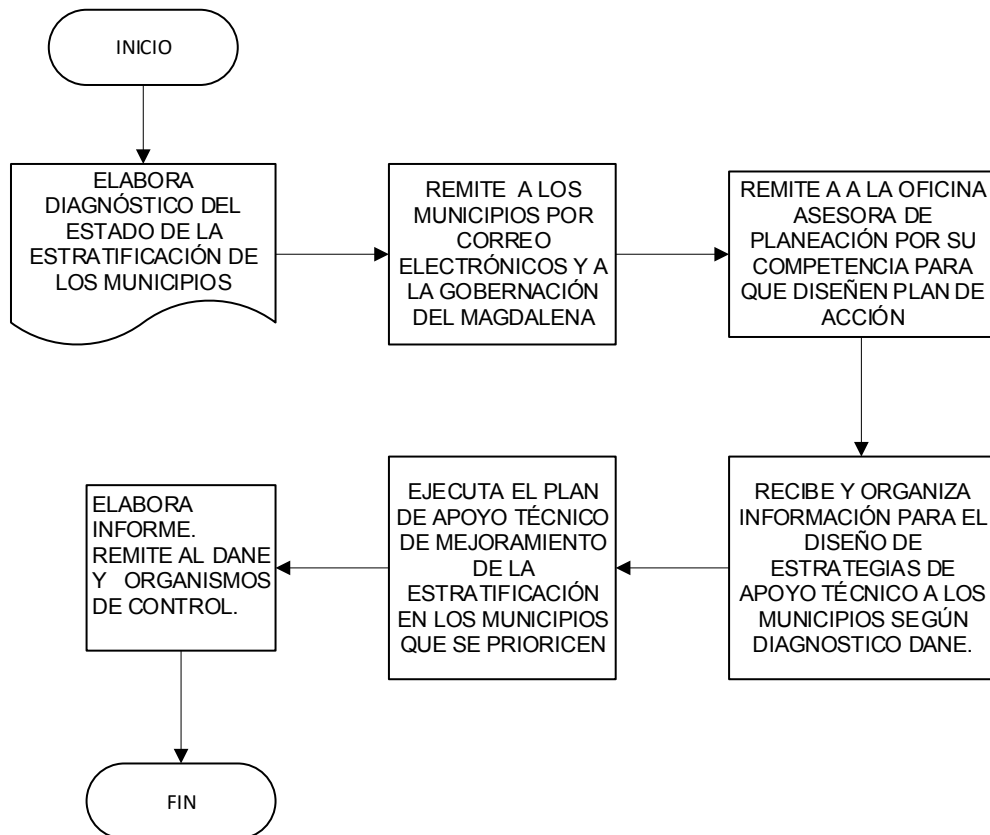 INICIO
ELABORA
DIAGNÓSTICO DEL
ESTADO DE LA
ESTRATIFICACIÓN DE
LOS MUNICIPIOS
REMITE A LOS
MUNICIPIOS POR
CORREO
ELECTRÓNICOS Y A
LA GOBERNACIÓN
DEL MAGDALENA
REMITE A A LA OFICINA
ASESORA DE
PLANEACIÓN POR SU
COMPETENCIA PARA
QUE DISEÑEN PLAN DE
ACCIÓN
RECIBE Y ORGANIZA
INFORMACIÓN PARA EL
DISEÑO DE
ESTRATEGIAS DE
APOYO TÉCNICO A LOS
MUNICIPIOS SEGÚN
DIAGNOSTICO DANE.
EJECUTA EL PLAN
DE APOYO TÉCNICO
DE MEJORAMIENTO
DE LA
ESTRATIFICACIÓN
EN LOS MUNICIPIOS
QUE SE PRIORICEN
ELABORA
INFORME.
REMITE AL DANE
Y ORGANISMOS
DE CONTROL.
FIN